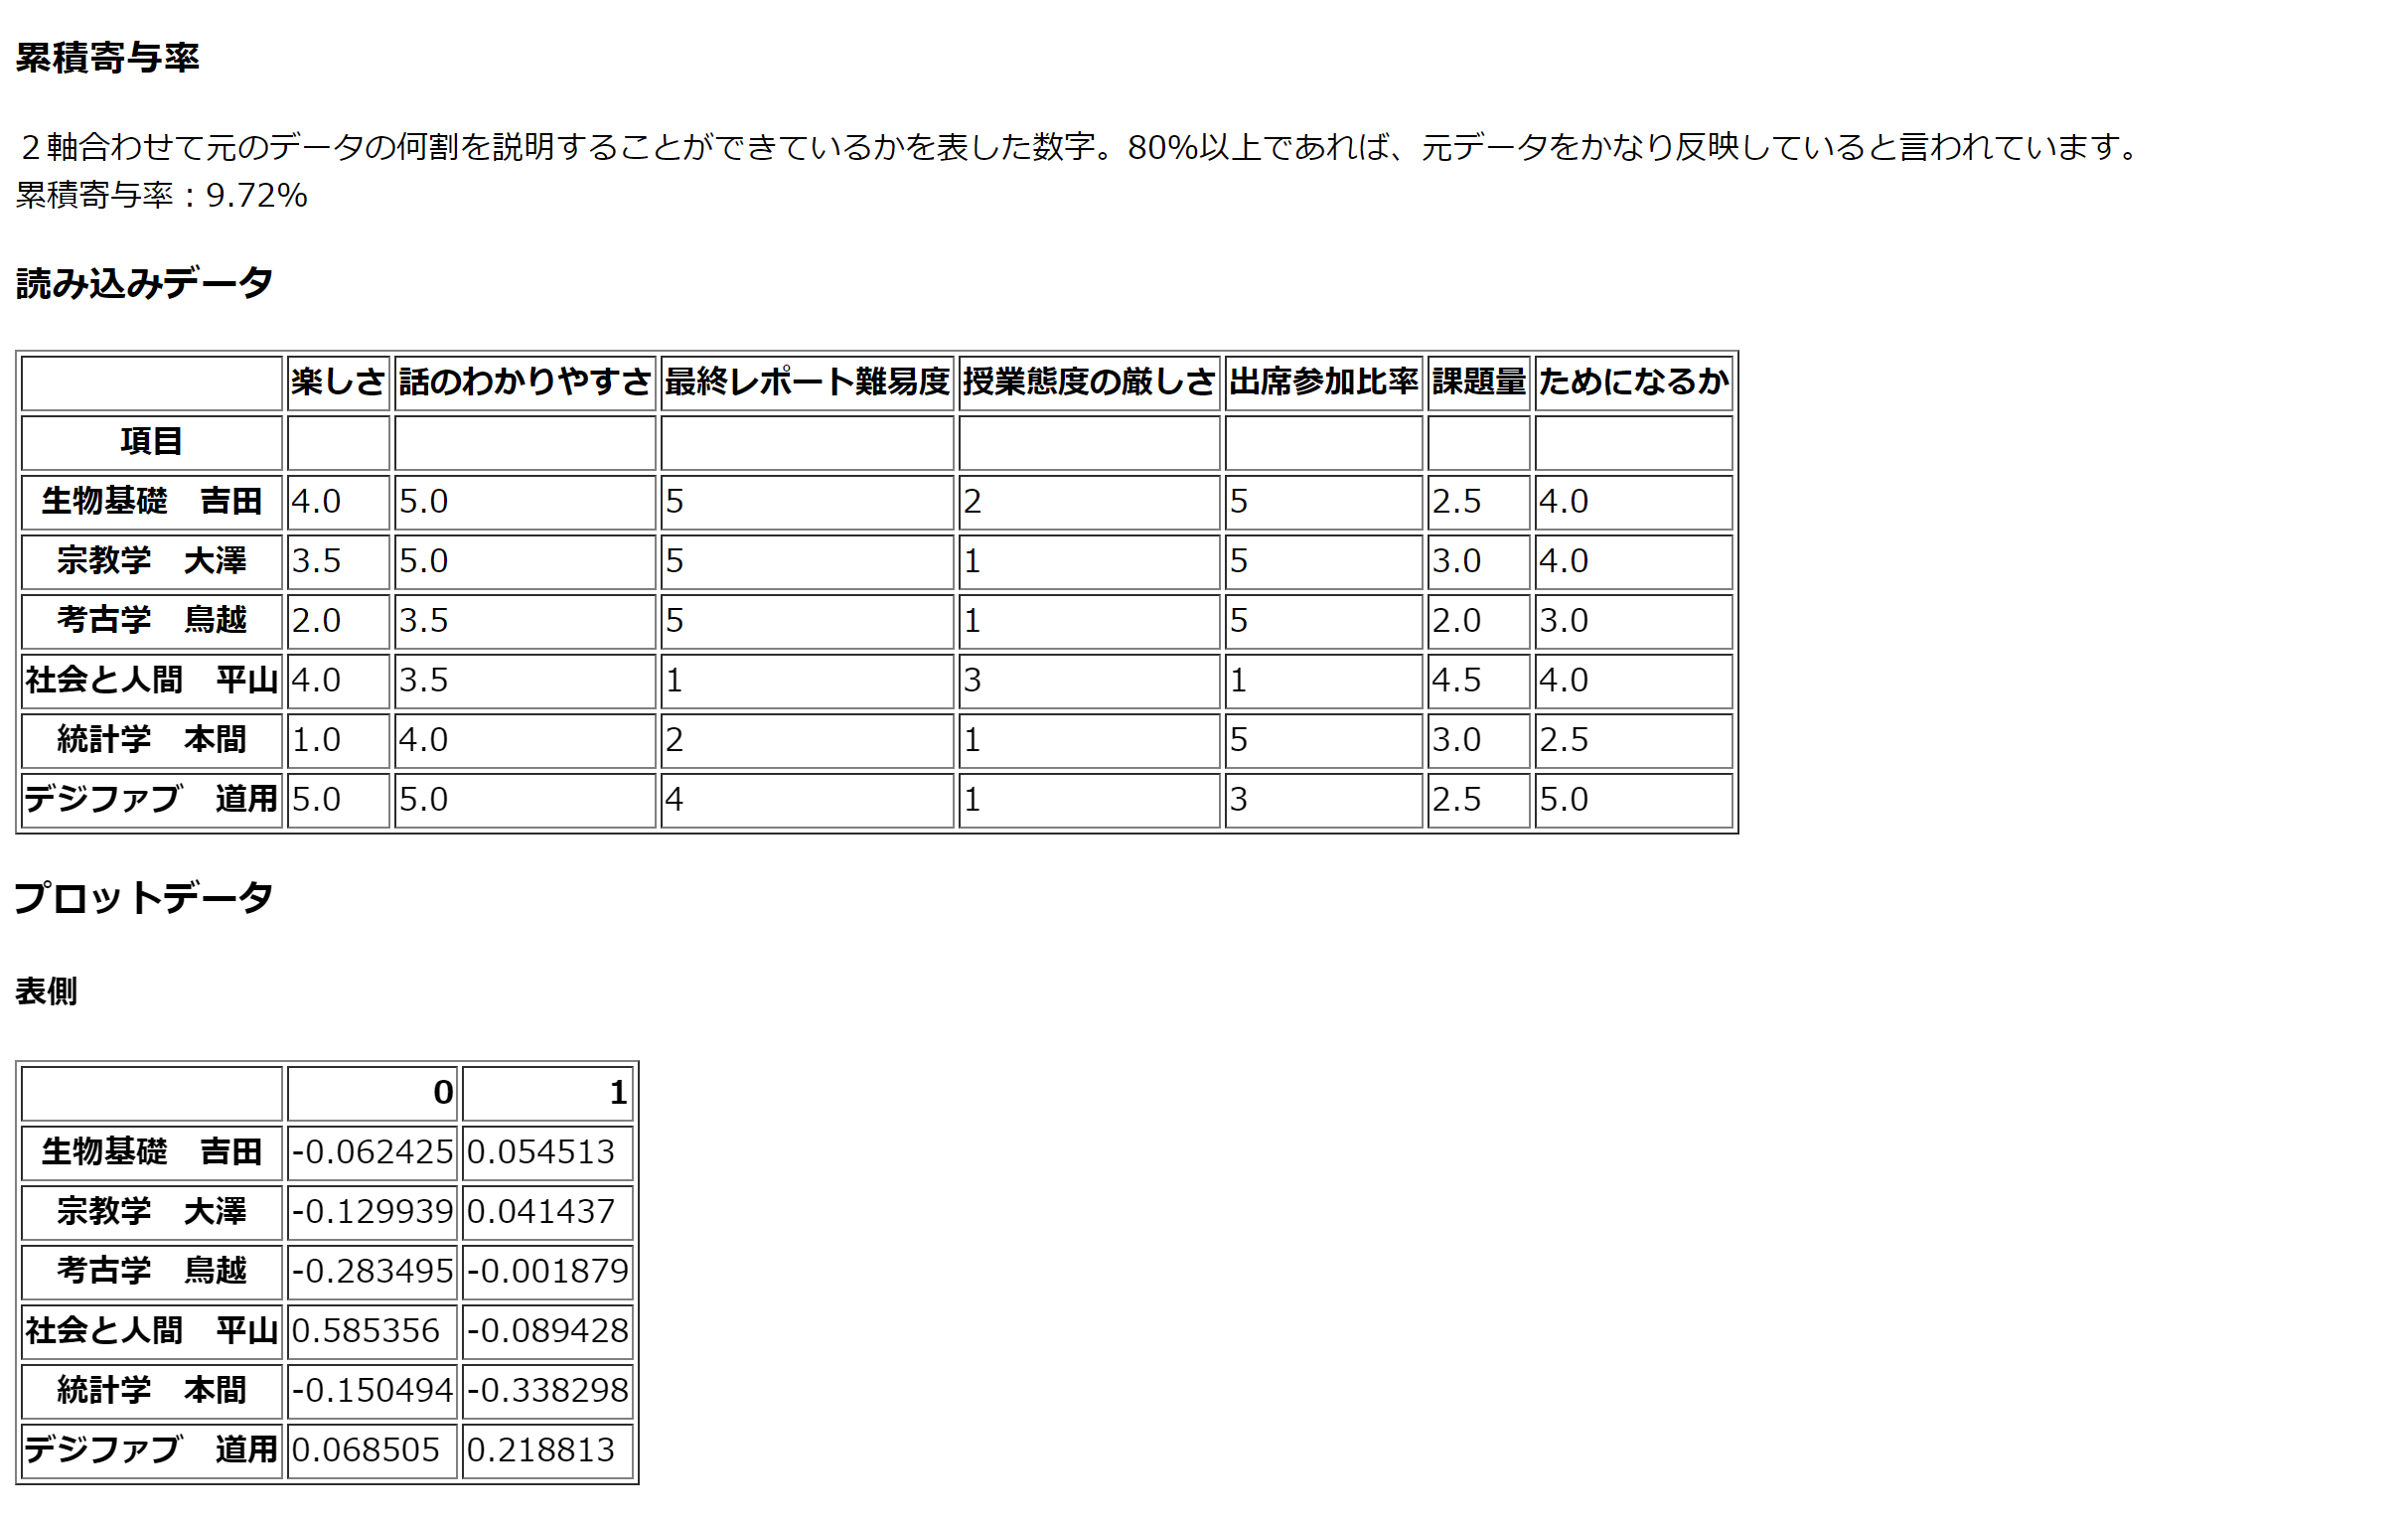 累積寄与率
２軸合わせて元のデータの何割を説明することができているかを表した数字。80%以上であれば、元データをかなり反映していると言われています。
累積寄与率：9.72%
読み込みデータ
楽しさ 話のわかりやすさ 最終レポート難易度 授業態度の厳しさ 出席参加比率 課題量 ためになるか
項目
生物基礎　吉田 4.0 5.0 5 2 5 2.5 4.0
宗教学　大澤 3.5 5.0 5 1 5 3.0 4.0
考古学　鳥越 2.0 3.5 5 1 5 2.0 3.0
社会と人間　平山 4.0 3.5 1 3 1 4.5 4.0
統計学　本間 1.0 4.0 2 1 5 3.0 2.5
デジファブ　道用 5.0 5.0 4 1 3 2.5 5.0
プロットデータ
表側
0 1
生物基礎　吉田 -0.062425 0.054513
宗教学　大澤 -0.129939 0.041437
考古学　鳥越 -0.283495 -0.001879
社会と人間　平山 0.585356 -0.089428
統計学　本間 -0.150494 -0.338298
デジファブ　道用 0.068505 0.218813